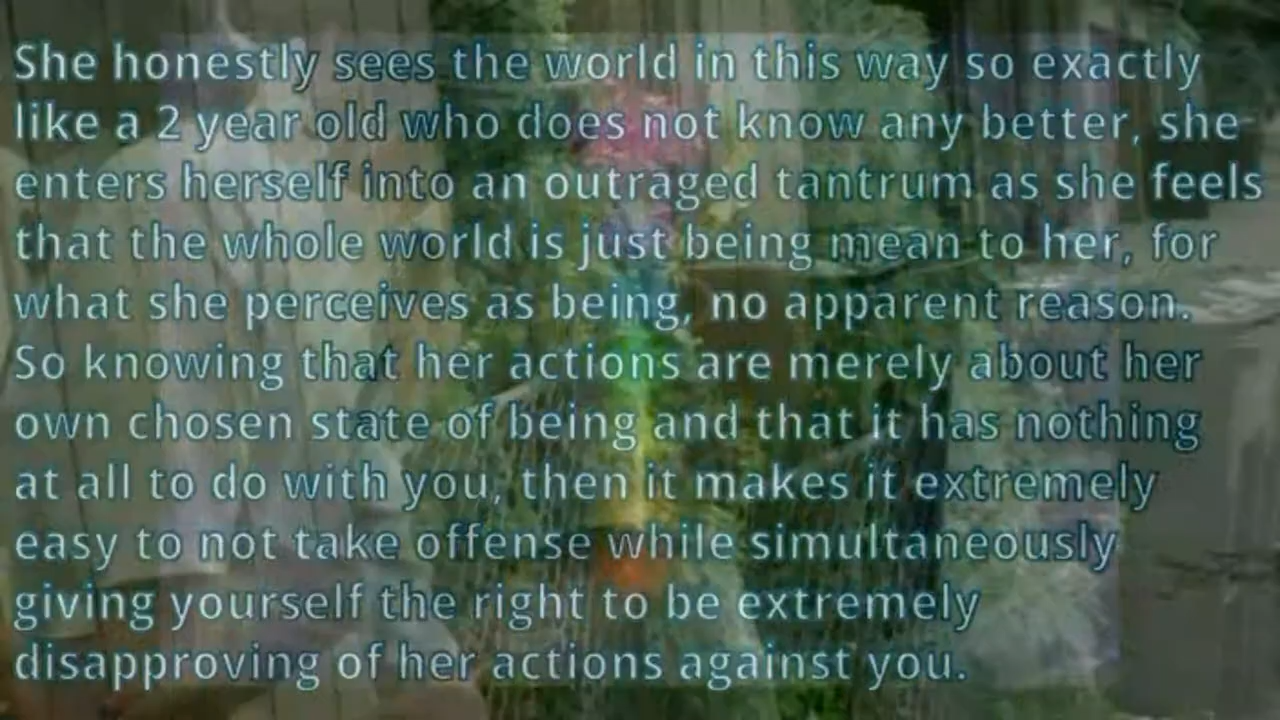 She honestly sees the world in this way so exactly
like a 2 year old who does not know any better, she
enters herself into an outraged tantrum as she feels
that the whole world is just being mean to her, for
what she perceives as being, no apparent reason.
So knowing that her actions are merely about her
own chosen state of being and that it has nothing
at all to do with you, then it makes it extremely
easy to not take offense while simultaneously
giving yourself the right to be extremely
disapproving of her actions against you.